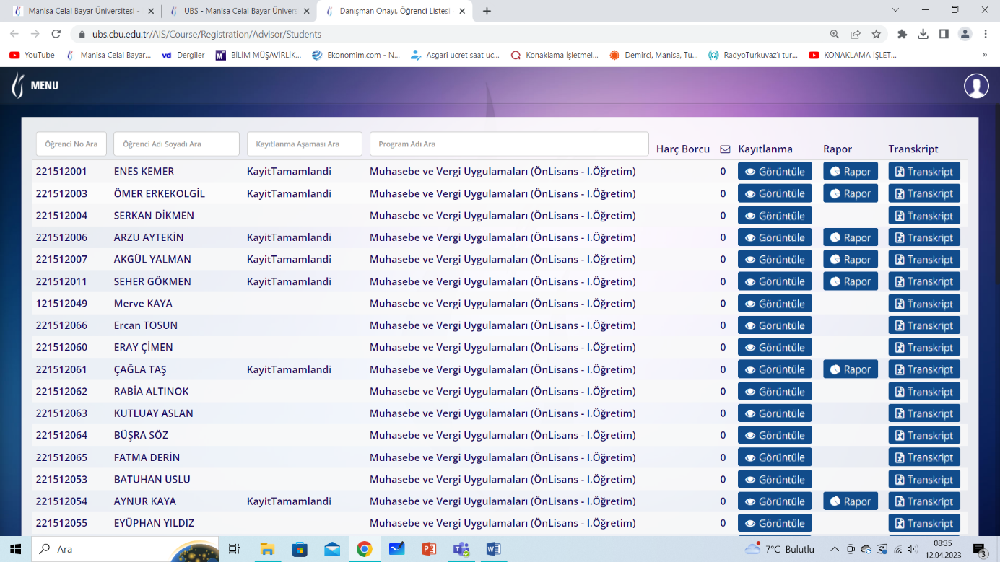 Manisa Celal Bayar Üniversitesi -
UBS - Manisa Celal Bayar Ünivers
Danışman Onayı, Öğrenci Listesi
ubs.cbu.edu.tr/AIS/Course/Registration/Advisor/Students
YouTube Manisa Celal Bayar... vd Dergiler M BİLİM MÜŞAVİRLİK... Ekonomim.com - N... Asgari ücret saat üc... Konaklama İşletmel... Demirci, Manisa, Tü... RadyoTurkuvaz'ı tur... KONAKLAMA İŞLET... »
MENU
Öğrenci No Ara Öğrenci Adı Soyadı Ara Kayıtlanma Aşaması Ara Program Adı Ara Harç Borcu Kayıtlanma Rapor Transkript
221512001 ENES KEMER KayitTamamlandi Muhasebe ve Vergi Uygulamaları (ÖnLisans - I.Öğretim) 0 Görüntüle Rapor Transkript
221512003 ÖMER ERKEKOLGİL KayitTamamlandi Muhasebe ve Vergi Uygulamaları (ÖnLisans - I.Öğretim) 0 Görüntüle Rapor Transkript
221512004 SERKAN DİKMEN Muhasebe ve Vergi Uygulamaları (ÖnLisans - I.Öğretim) 0 Görüntüle Transkript
221512006 ARZU AYTEKİN KayitTamamlandi Muhasebe ve Vergi Uygulamaları (ÖnLisans - I.Öğretim) 0 Görüntüle Rapor Transkript
221512007 AKGÜL YALMAN KayitTamamlandi Muhasebe ve Vergi Uygulamaları (ÖnLisans - I.Öğretim) 0 Görüntüle Rapor Transkript
221512011 SEHER GÖKMEN KayitTamamlandi Muhasebe ve Vergi Uygulamaları (ÖnLisans - I.Öğretim) 0 Görüntüle Rapor Transkript
121512049 Merve KAYA Muhasebe ve Vergi Uygulamaları (ÖnLisans - I.Öğretim) 0 Görüntüle Transkript
221512066 Ercan TOSUN Muhasebe ve Vergi Uygulamaları (ÖnLisans - I.Öğretim) 0 Görüntüle Transkript
221512060 ERAY ÇİMEN Muhasebe ve Vergi Uygulamaları (ÖnLisans - I.Öğretim) 0 Görüntüle Transkript
221512061 ÇAĞLA TAŞ KayitTamamlandi Muhasebe ve Vergi Uygulamaları (ÖnLisans - I.Öğretim) 0 Görüntüle Rapor Transkript
221512062 RABİA ALTINOK Muhasebe ve Vergi Uygulamaları (ÖnLisans - I.Öğretim) 0 Görüntüle Transkript
221512063 KUTLUAY ASLAN Muhasebe ve Vergi Uygulamaları (ÖnLisans - I.Öğretim) 0 Görüntüle Transkript
221512064 BÜŞRA SÖZ Muhasebe ve Vergi Uygulamaları (ÖnLisans - I.Öğretim) 0 Görüntüle Transkript
221512065 FATMA DERİN Muhasebe ve Vergi Uygulamaları (ÖnLisans - I.Öğretim) 0 Görüntüle Transkript
221512053 BATUHAN USLU Muhasebe ve Vergi Uygulamaları (ÖnLisans - I.Öğretim) 0 Görüntüle Transkript
221512054 AYNUR KAYA KayitTamamlandi Muhasebe ve Vergi Uygulamaları (ÖnLisans - I.Öğretim) 0 Görüntüle Rapor Transkript
221512055 EYÜPHAN YILDIZ Muhasebe ve Vergi Uygulamaları (ÖnLisans - I.Öğretim) 0 Görüntüle Transkript
Ara 7°C Bulutlu 08:35
12.04.2023 3